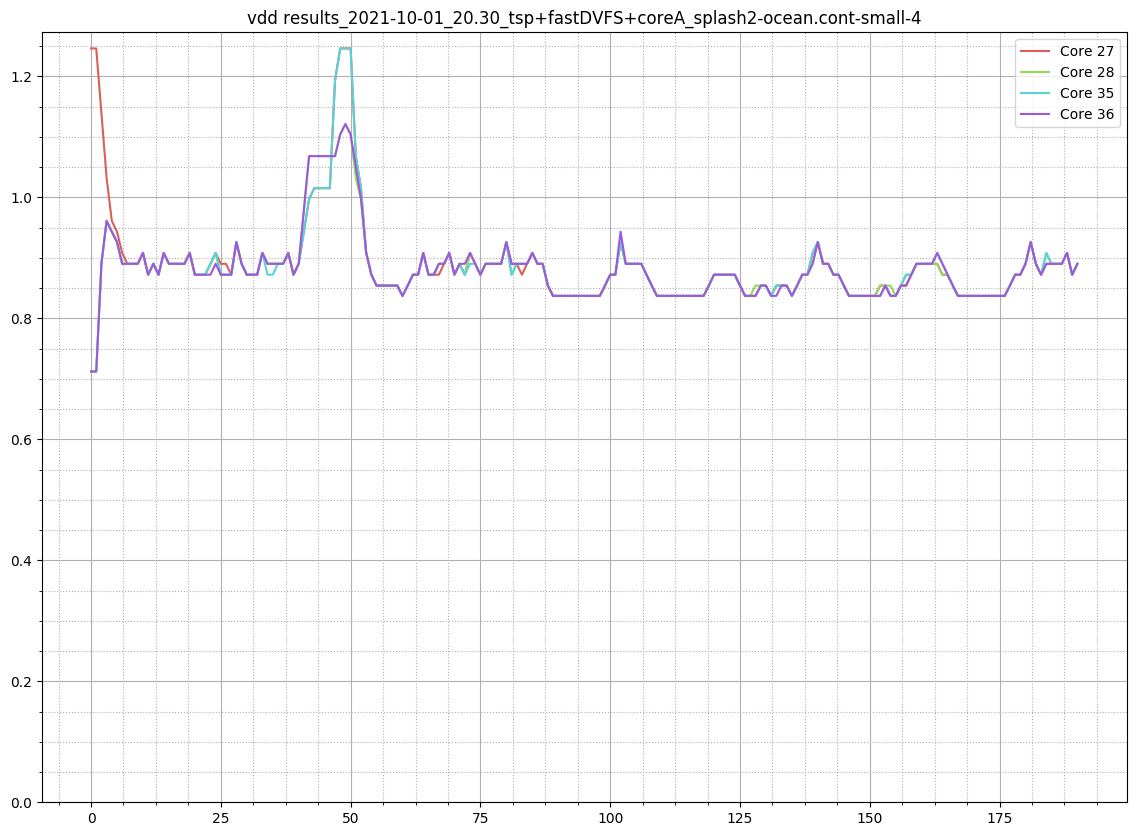 vdd results_2021-10-01_20.30_tsp+fastDVFS+coreA_splash2-ocean.cont-small-4
Core 27
Core 28
Core 35
Core 36
1.2
1.0
0.8
0.6
0.4
0.2
0.0
0 25 50 75 100 125 150 175